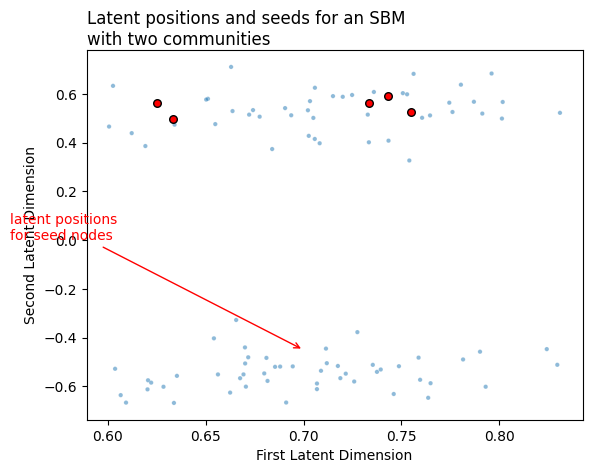 Latent positions and seeds for an SBM
with two communities
Second Latent Dimension
0.6
0.4
0.2
0.0
−0.2
−0.4
−0.6
latent positions
for seed nodes
0.60
0.65
0.70
0.75
0.80
First Latent Dimension